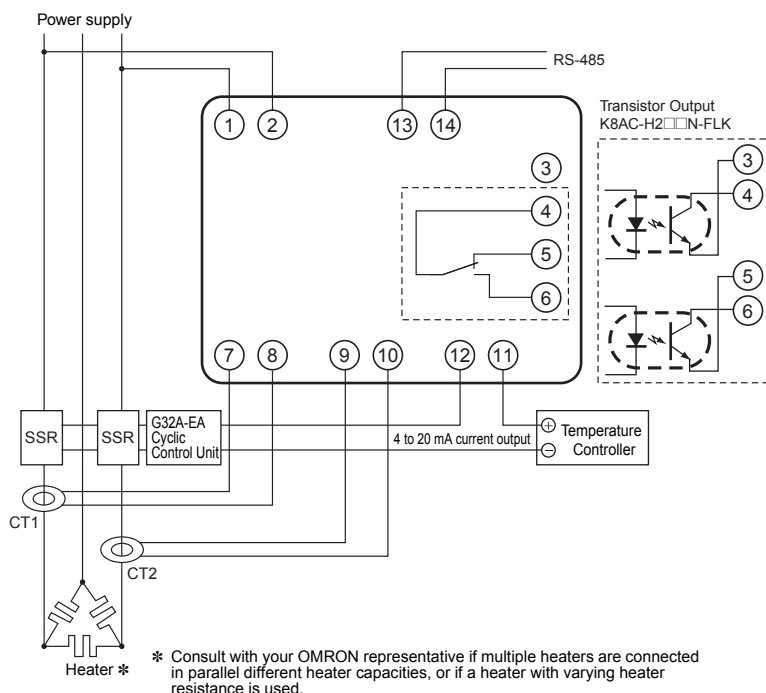 Power supply
RS-485
Transistor Output
K8AC-H2□□N-FLK
1
2
13
14
3
4
5
6
3
4
5
6
7
8
9
10
12
11
SSR
SSR
G32A-EA
Cyclic
Control Unit
4 to 20 mA current output
+
−
Temperature
Controller
CT1
CT2
Heater *
* Consult with your OMRON representative if multiple heaters are connected
in parallel different heater capacities, or if a heater with varying heater
resistance is used.